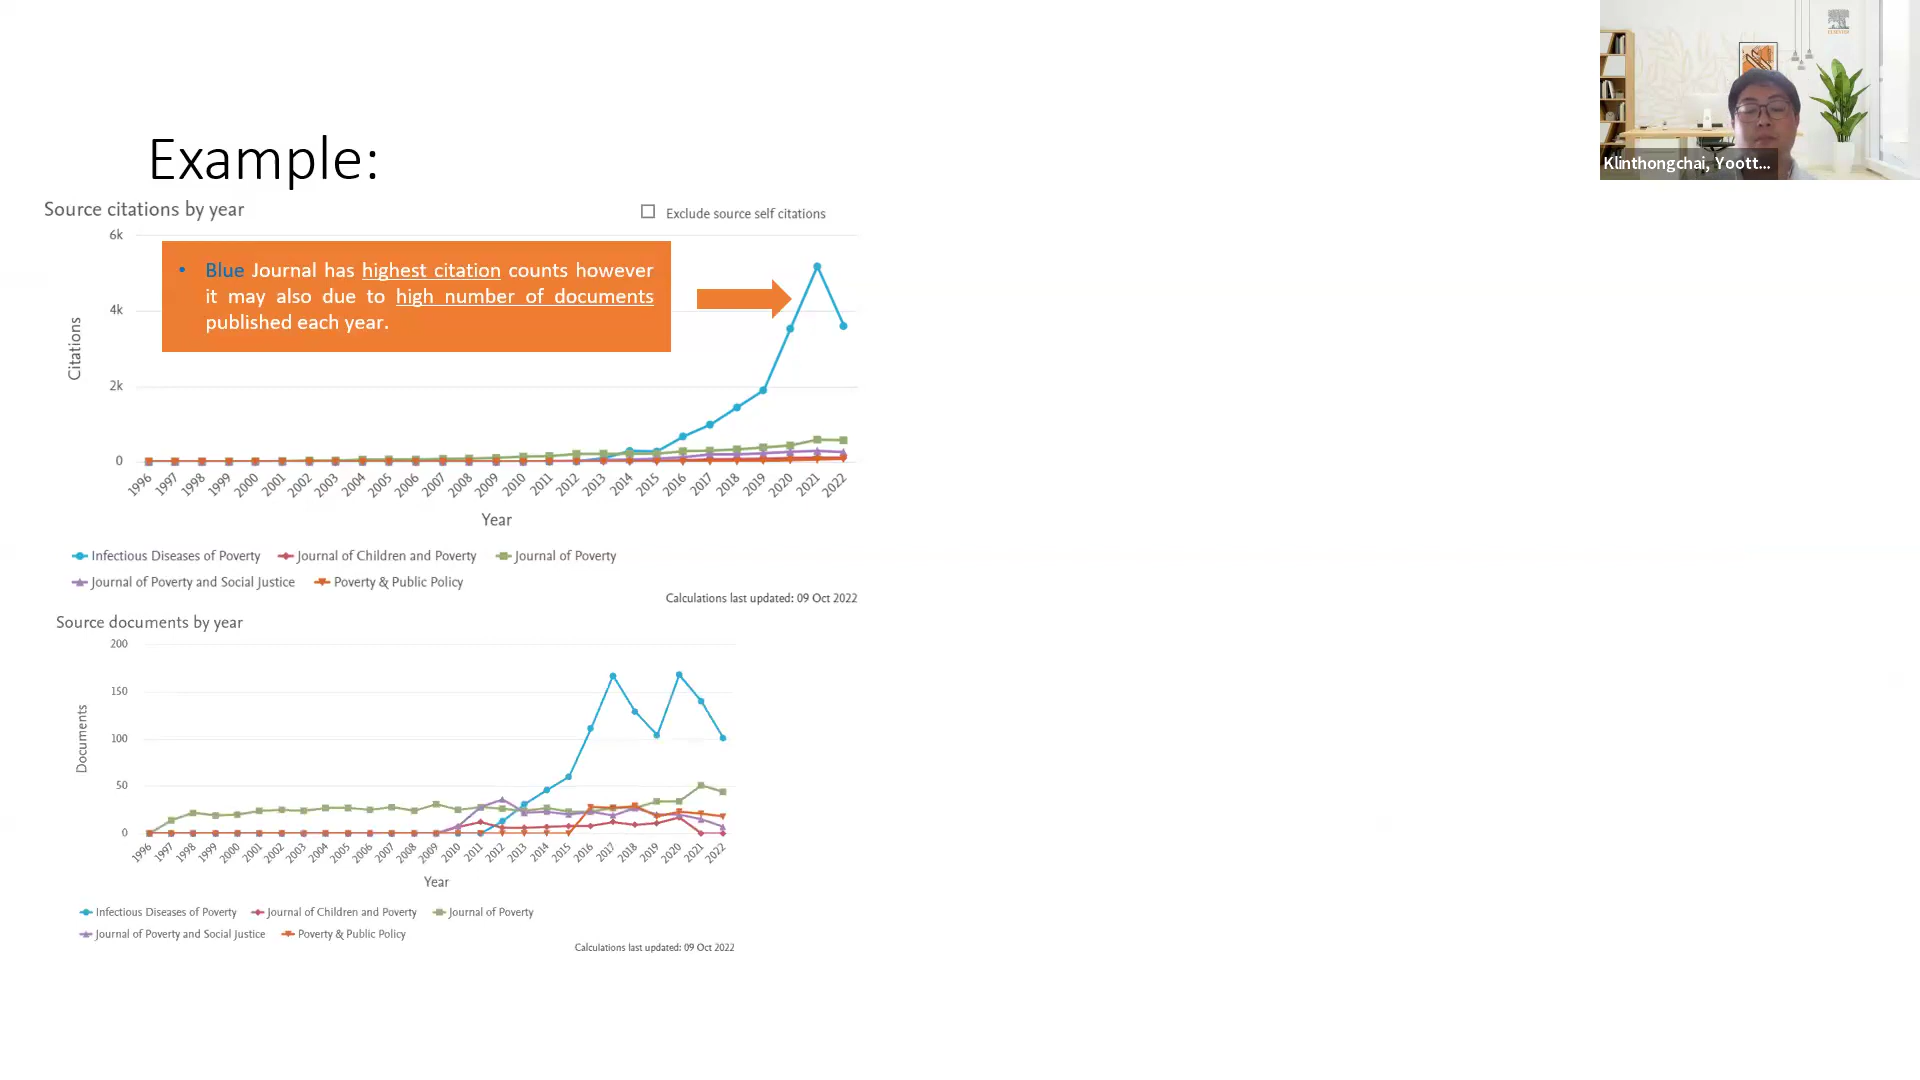 ELSEVIER
Klinthongchai, Yoott...
Example:
Source citations by year
Exclude source self citations
6k
4k
2k
0
Citations
• Blue Journal has highest citation counts however
it may also due to high number of documents
published each year.
1996 1997 1998 1999 2000 2001 2002 2003 2004 2005 2006 2007 2008 2009 2010 2011 2012 2013 2014 2015 2016 2017 2018 2019 2020 2021 2022
Year
Infectious Diseases of Poverty Journal of Children and Poverty Journal of Poverty
Journal of Poverty and Social Justice Poverty & Public Policy
Calculations last updated: 09 Oct 2022
Source documents by year
200
150
100
50
0
Documents
1996 1997 1998 1999 2000 2001 2002 2003 2004 2005 2006 2007 2008 2009 2010 2011 2012 2013 2014 2015 2016 2017 2018 2019 2020 2021 2022
Year
Infectious Diseases of Poverty Journal of Children and Poverty Journal of Poverty
Journal of Poverty and Social Justice Poverty & Public Policy
Calculations last updated: 09 Oct 2022